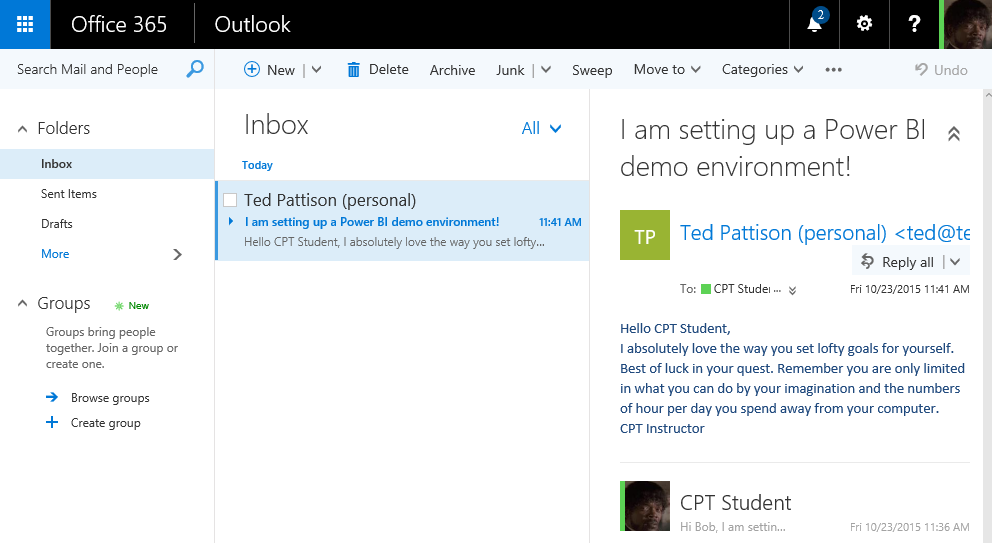 Office 365
Outlook
2
?
Search Mail and People
New
Delete
Archive
Junk
Sweep
Move to
Categories
Undo
Folders
Inbox
Sent Items
Drafts
More
Groups
New
Groups bring people
together. Join a group or
create one.
Browse groups
Create group
Inbox
All
Today
Ted Pattison (personal)
I am setting up a Power BI demo environment! 11:41 AM
Hello CPT Student, I absolutely love the way you set lofty...
I am setting up a Power BI
demo environment!
TP
Ted Pattison (personal) <ted@te
Reply all
To: CPT Studer ...
Fri 10/23/2015 11:41 AM
Hello CPT Student,
I absolutely love the way you set lofty goals for yourself.
Best of luck in your quest. Remember you are only limited
in what you can do by your imagination and the numbers
of hour per day you spend away from your computer.
CPT Instructor
CPT Student
Hi Bob, I am settin...
Fri 10/23/2015 11:36 AM